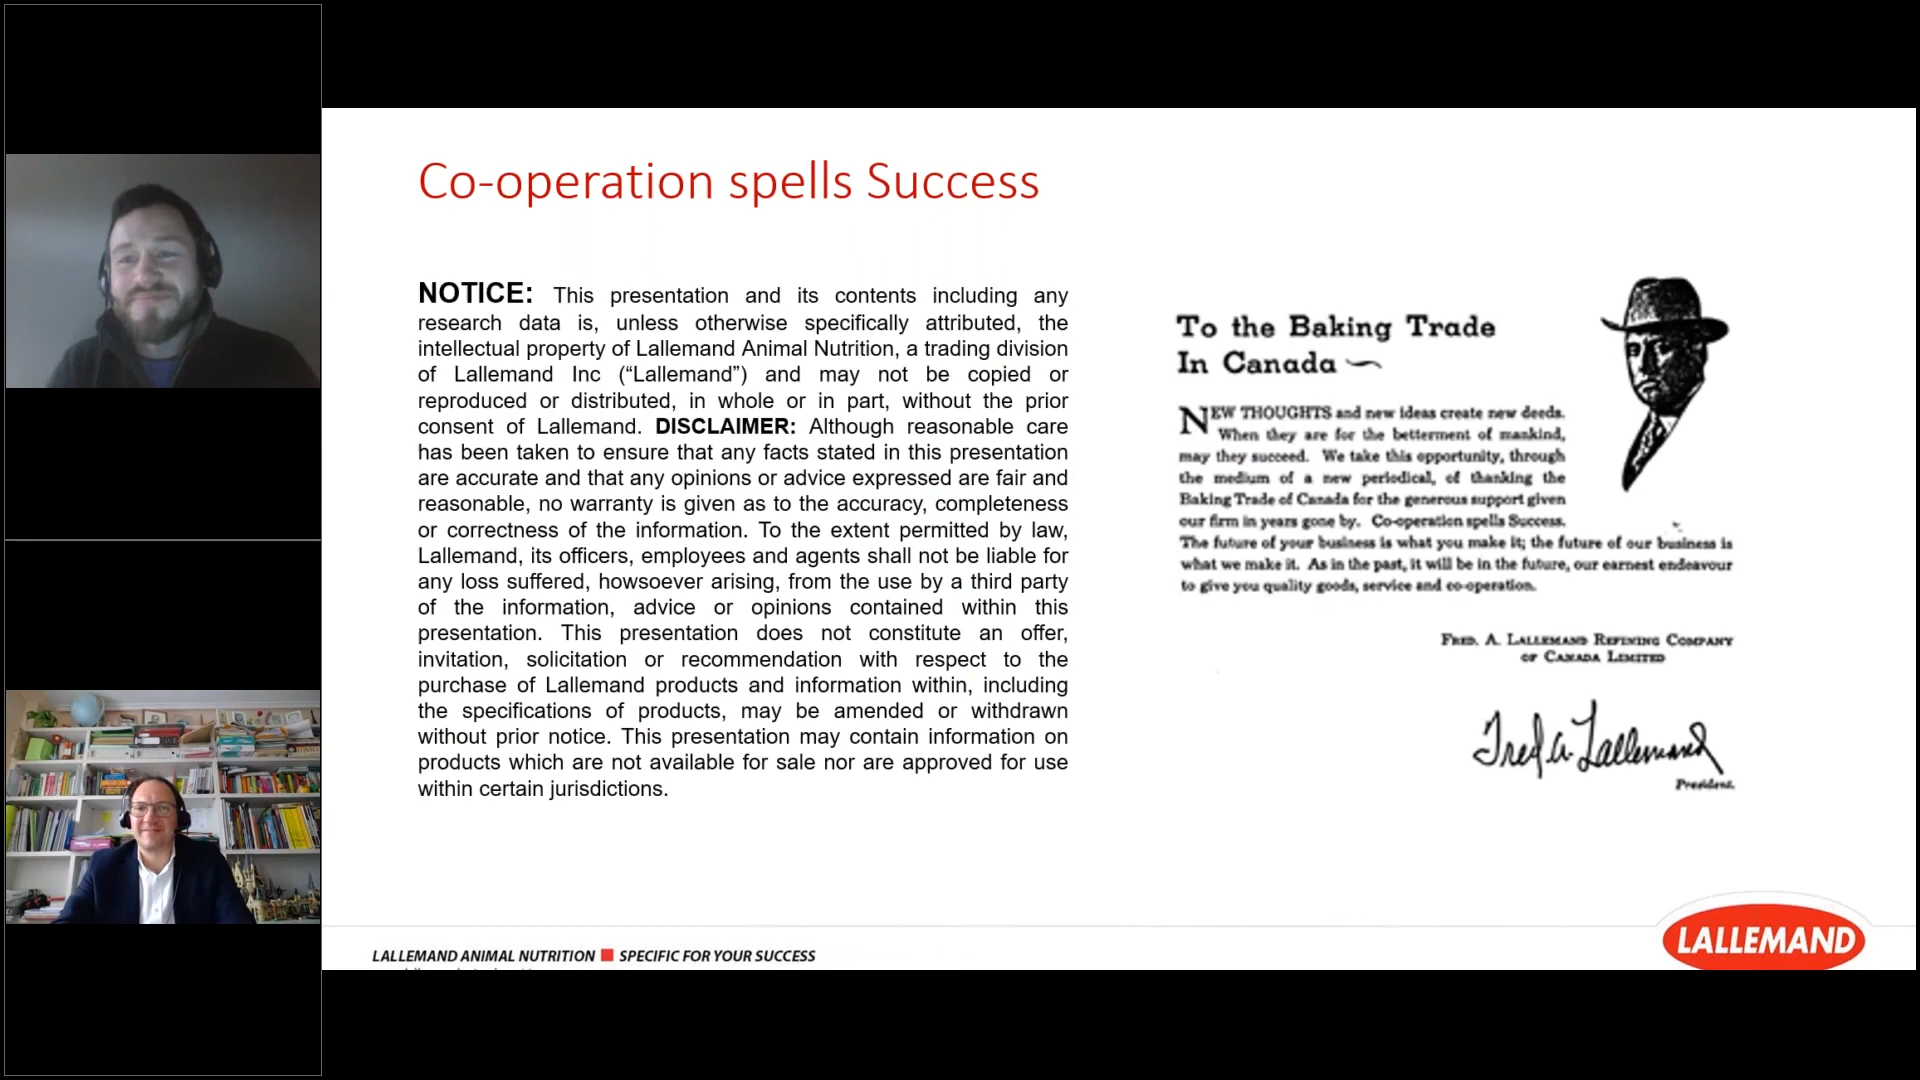 Co-operation spells Success
NOTICE: This presentation and its contents including any
research data is, unless otherwise specifically attributed, the
intellectual property of Lallemand Animal Nutrition, a trading division
of Lallemand Inc (“Lallemand”) and may not be copied or
reproduced or distributed, in whole or in part, without the prior
consent of Lallemand. DISCLAIMER: Although reasonable care
has been taken to ensure that any facts stated in this presentation
are accurate and that any opinions or advice expressed are fair and
reasonable, no warranty is given as to the accuracy, completeness
or correctness of the information. To the extent permitted by law,
Lallemand, its officers, employees and agents shall not be liable for
any loss suffered, howsoever arising, from the use by a third party
of the information, advice or opinions contained within this
presentation. This presentation does not constitute an offer,
invitation, solicitation or recommendation with respect to the
purchase of Lallemand products and information within, including
the specifications of products, may be amended or withdrawn
without prior notice. This presentation may contain information on
products which are not available for sale nor are approved for use
within certain jurisdictions.
To the Baking Trade
In Canada
NEW THOUGHTS and new ideas create new deeds.
When they are for the betterment of mankind,
may they succeed. We take this opportunity, through
the medium of a new periodical, of thanking the
Baking Trade of Canada for the generous support given
our firm in years gone by. Co-operation spells Success.
The future of your business is what you make it; the future of our business is
what we make it. As in the past, it will be in the future, our earnest endeavour
to give you quality goods, service and co-operation.
FRED. A. LALLEMAND REFINING COMPANY
OF CANADA LIMITED
Fred A. Lallemand
President.
LALLEMAND ANIMAL NUTRITION SPECIFIC FOR YOUR SUCCESS
LALLEMAND